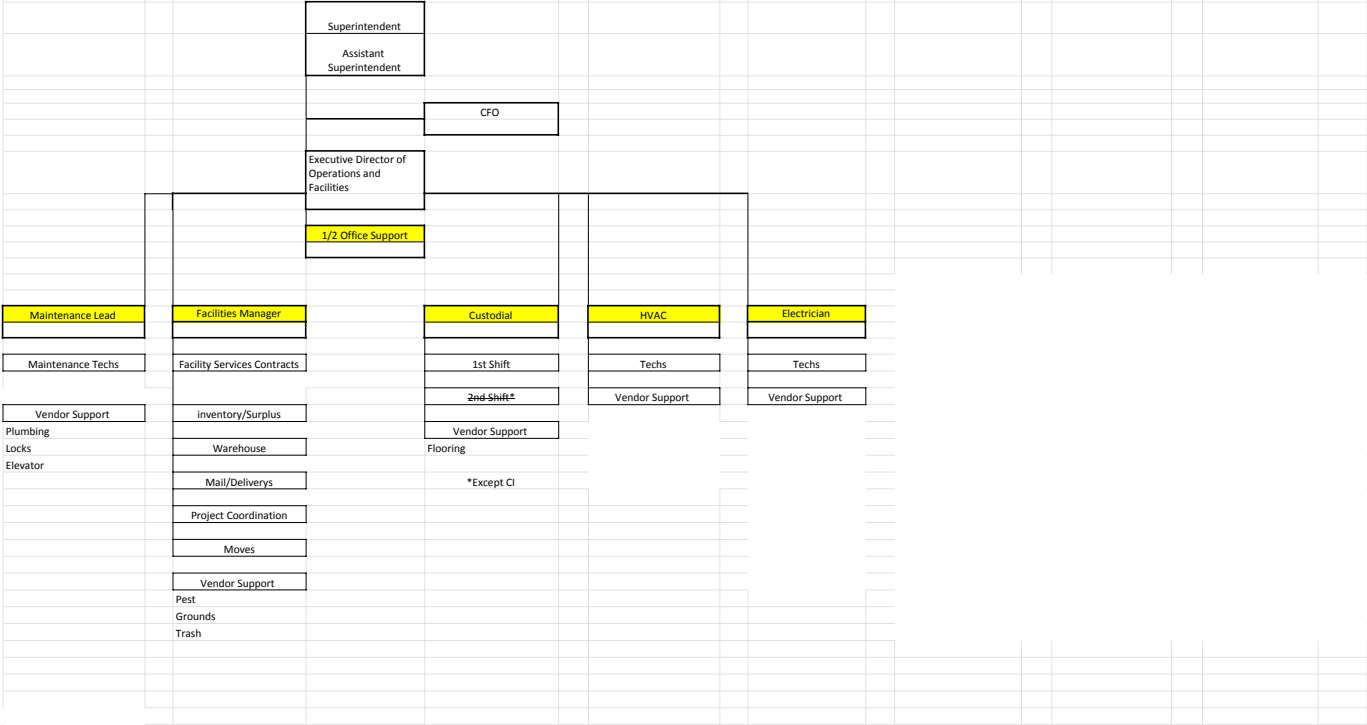 Superintendent
Assistant
Superintendent
CFO
Executive Director of
Operations and
Facilities
1/2 Office Support
Maintenance Lead
Facilities Manager
Custodial
HVAC
Electrician
Maintenance Techs
Facility Services Contracts
1st Shift
Techs
Techs
2nd Shift*
Vendor Support
Vendor Support
Vendor Support
inventory/Surplus
Plumbing
Vendor Support
Locks
Warehouse
Flooring
Elevator
Mail/Deliverys
*Except CI
Project Coordination
Moves
Vendor Support
Pest
Grounds
Trash